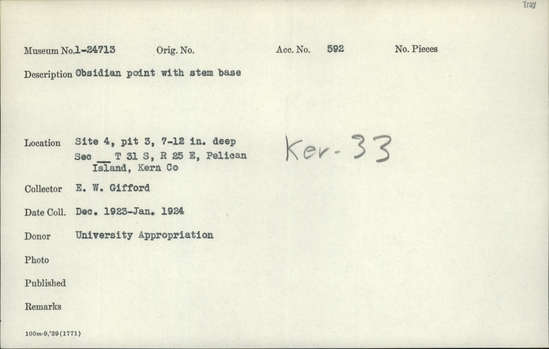 Tray
Museum No. 1-24713 Orig. No. Acc. No. 592 No. Pieces
Description Obsidian point with stem base
Location Site 4, pit 3, 7-12 in. deep
Sec __ T 31 S, R 25 E, Pelican
Island, Kern Co
Ker-33
Collector E. W. Gifford
Date Coll. Dec. 1923-Jan. 1924
Donor University Appropriation
Photo
Published
Remarks
100m-9,'29(1771)